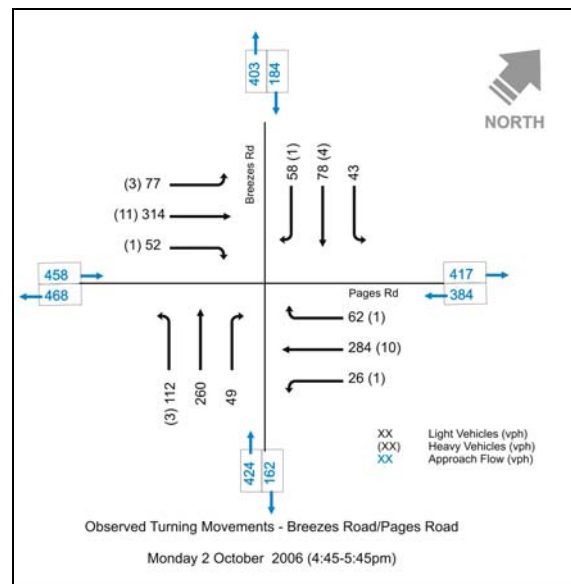 403
184
NORTH
Breezes Rd
58 (1)
78 (4)
43
(3) 77
(11) 314
(1) 52
458
468
417
384
Pages Rd
62 (1)
284 (10)
26 (1)
(3) 112
260
49
424
162
XX Light Vehicles (vph)
(XX) Heavy Vehicles (vph)
XX Approach Flow (vph)
Observed Turning Movements - Breezes Road/Pages Road
Monday 2 October 2006 (4:45-5:45pm)